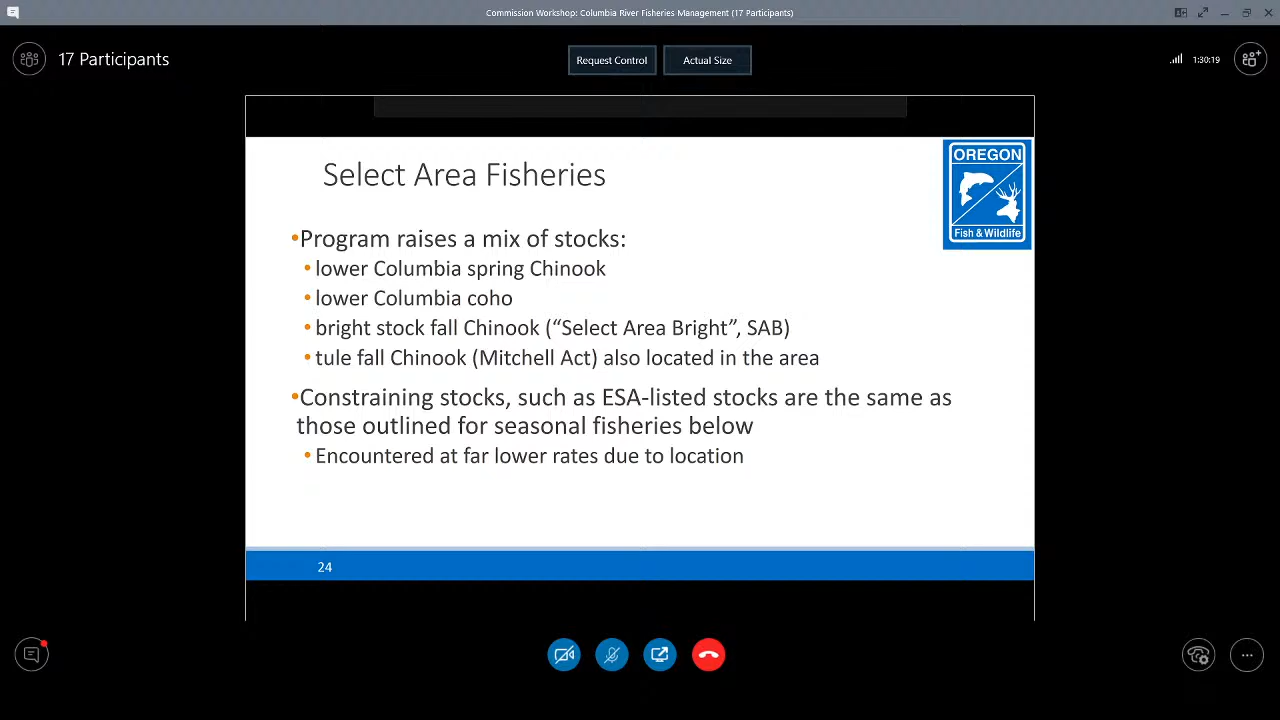 Commission Workshop: Columbia River Fisheries Management (17 Participants)
17 Participants
Request Control
Actual Size
1:30:19
Select Area Fisheries
OREGON
Fish & Wildlife
•Program raises a mix of stocks:
•lower Columbia spring Chinook
•lower Columbia coho
•bright stock fall Chinook (“Select Area Bright”, SAB)
•tule fall Chinook (Mitchell Act) also located in the area
•Constraining stocks, such as ESA-listed stocks are the same as
those outlined for seasonal fisheries below
•Encountered at far lower rates due to location
24